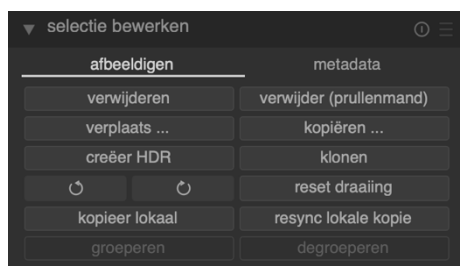 selectie bewerken
afbeeldigen metadata
verwijderen verwijder (prullenmand)
verplaats ... kopiëren ...
creëer HDR klonen
reset draaiing
kopieer lokaal resync lokale kopie
groeperen degroeperen